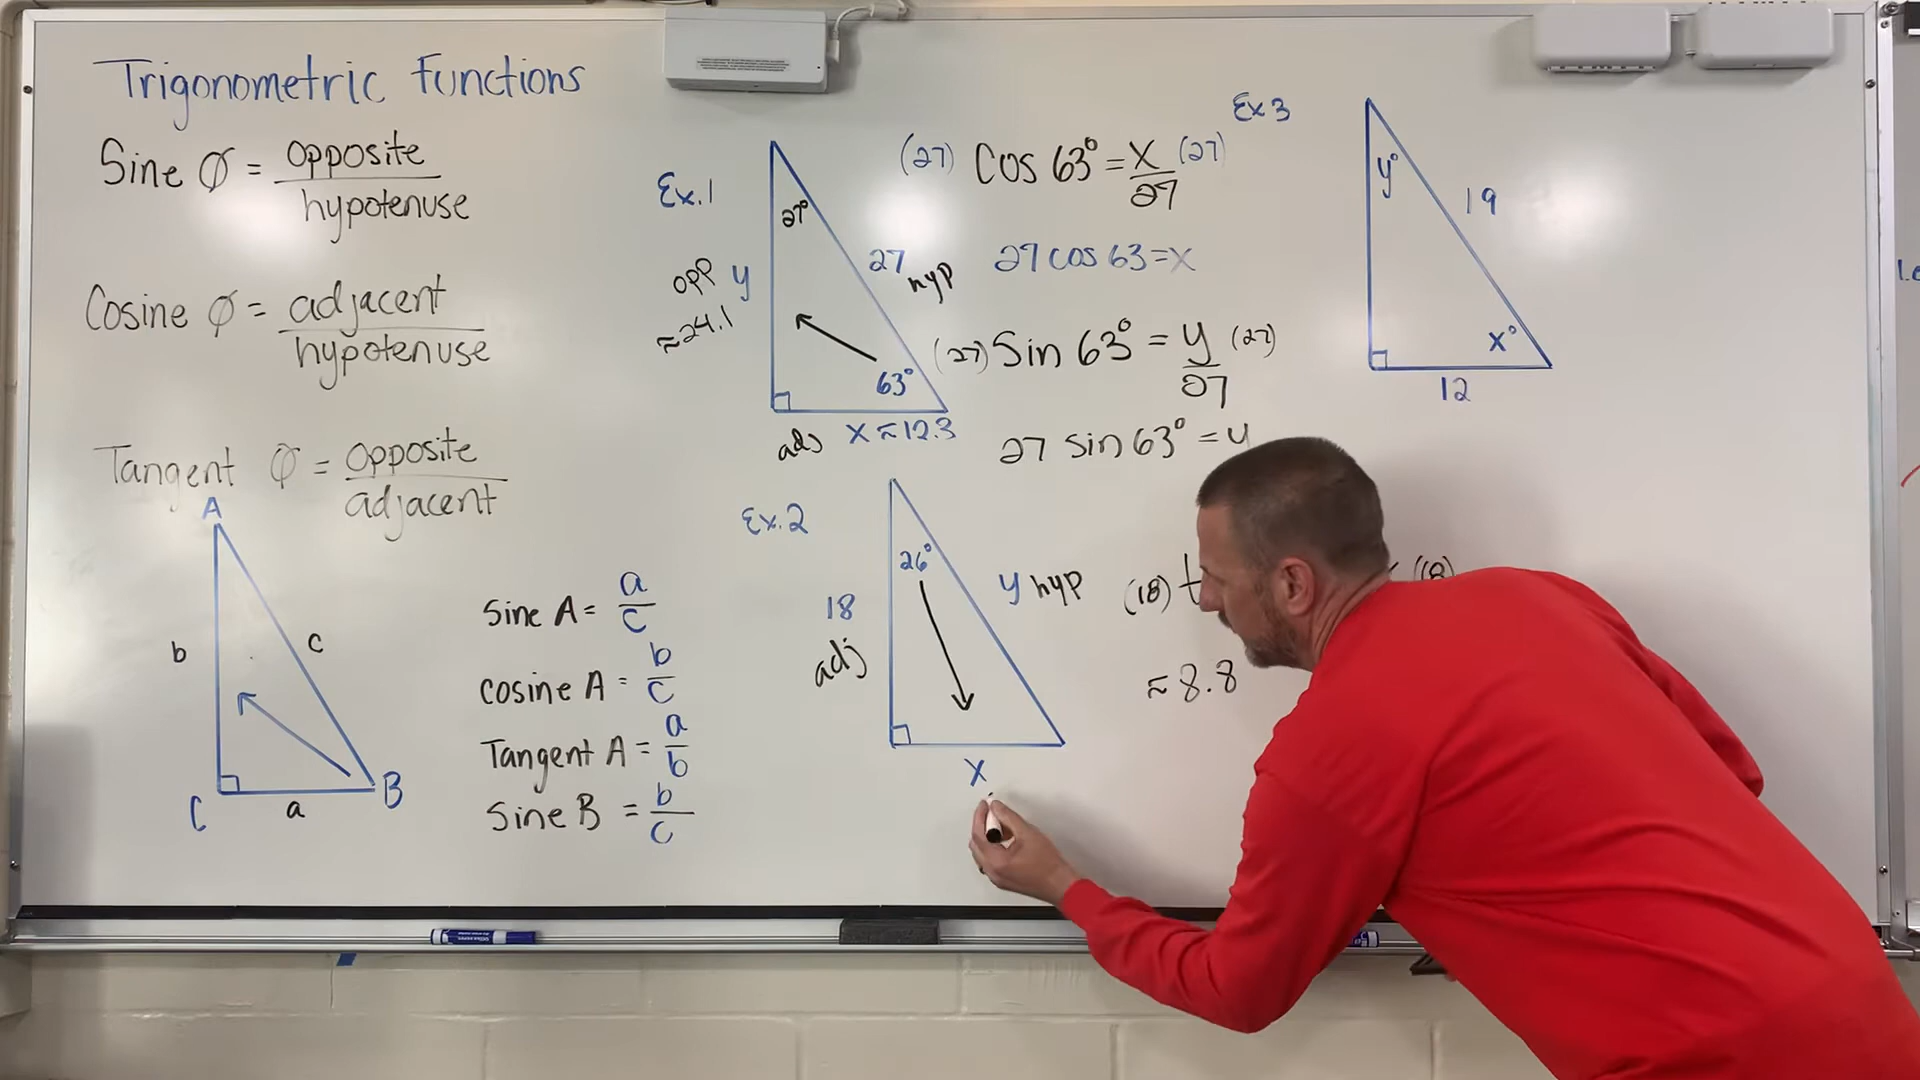 Trigonometric Functions
Sine Ø = opposite
hypotenuse
Cosine Ø = adjacent
hypotenuse
Tangent Ø = opposite
adjacent
A
b
c
C
a
B
Sine A = a
c
cosine A = b
c
Tangent A = a
b
Sine B = b
c
Ex.1
27°
opp y
≈24.1
27
hyp
63°
adj x ≈12.3
(27) Cos 63° = x (27)
27
27 cos 63 = x
(27) Sin 63° = y (27)
27
27 sin 63° = y
Ex.2
26°
18
adj
y hyp
x
(18) t (18)
≈ 8.8
Ex 3
y°
19
x°
12